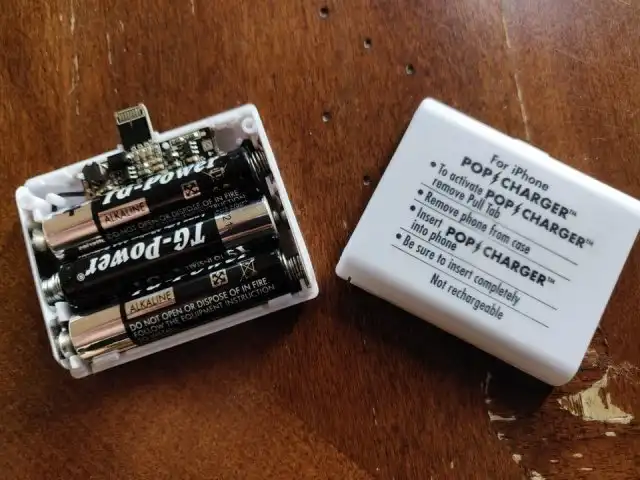 TG-Power
ALKALINE
DO NOT OPEN OR DISPOSE OF IN FIRE
TG-Power
ALKALINE
DO NOT OPEN OR DISPOSE OF IN FIRE
FOLLOW THE EQUIPMENT INSTRUCTION
For iPhone
POP CHARGER™
• To activate POP CHARGER™
remove Pull Tab
• Remove phone from case
• Insert POP CHARGER™
into phone
• Be sure to insert completely
Not rechargeable